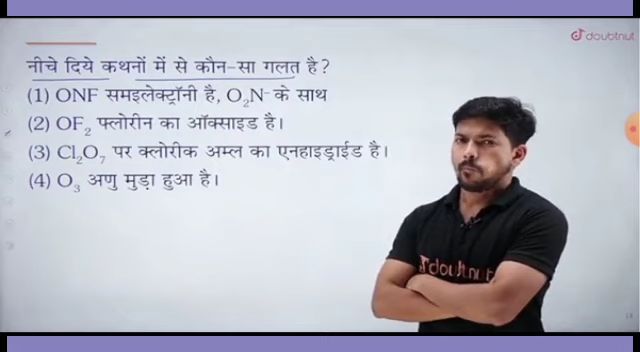 doubtnut
नीचे दिये कथनों में से कौन-सा गलत है?
(1) ONF समइलेक्ट्रॉनी है, O₂N⁻ के साथ
(2) OF₂ फ्लोरीन का ऑक्साइड है।
(3) Cl₂O₇ पर क्लोरीक अम्ल का एनहाइड्राईड है।
(4) O₃ अणु मुड़ा हुआ है।
doubtnut